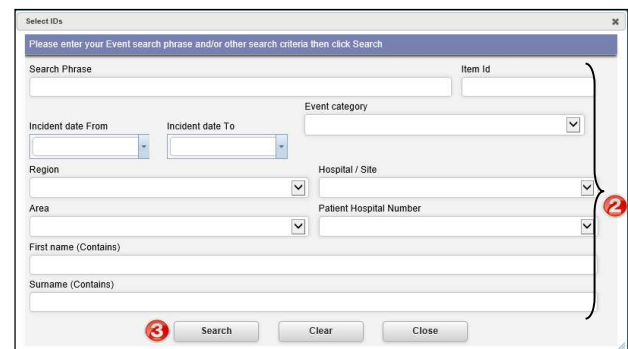 Select IDs
Please enter your Event search phrase and/or other search criteria then click Search
Search Phrase Item Id
Event category
Incident date From Incident date To
Region Hospital / Site
Area Patient Hospital Number
2
First name (Contains)
Surname (Contains)
3 Search Clear Close